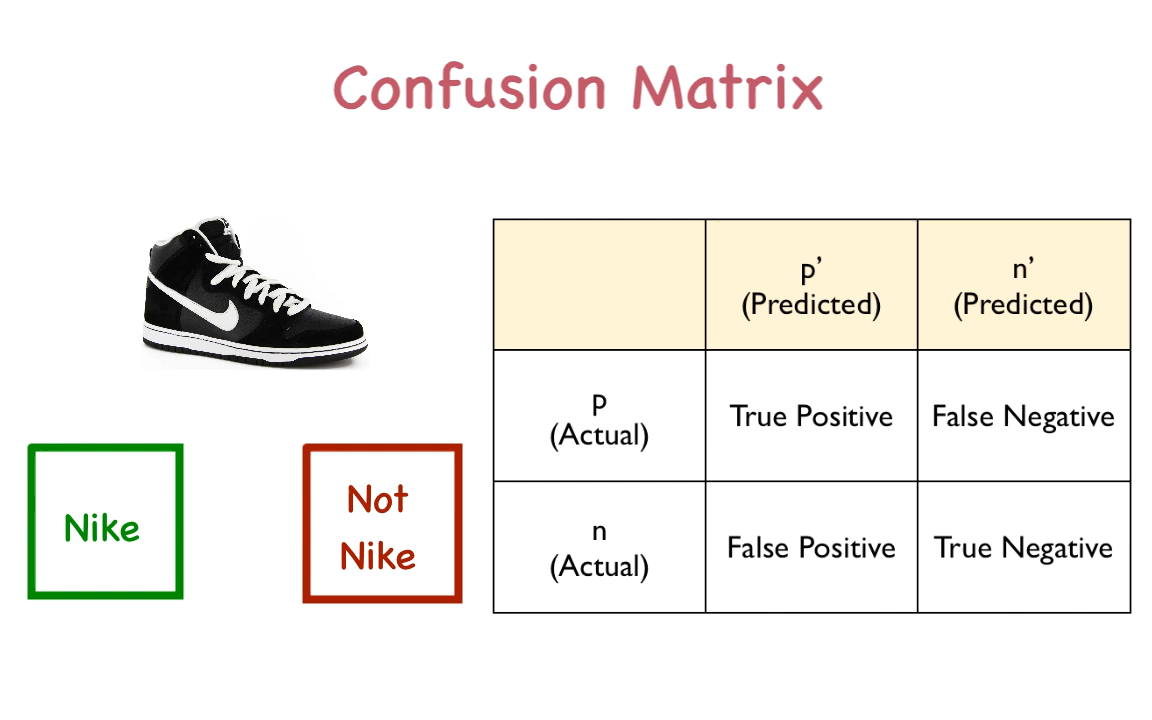 Confusion Matrix
p’
(Predicted)
n’
(Predicted)
p
(Actual)
True Positive
False Negative
n
(Actual)
False Positive
True Negative
Nike
Not
Nike